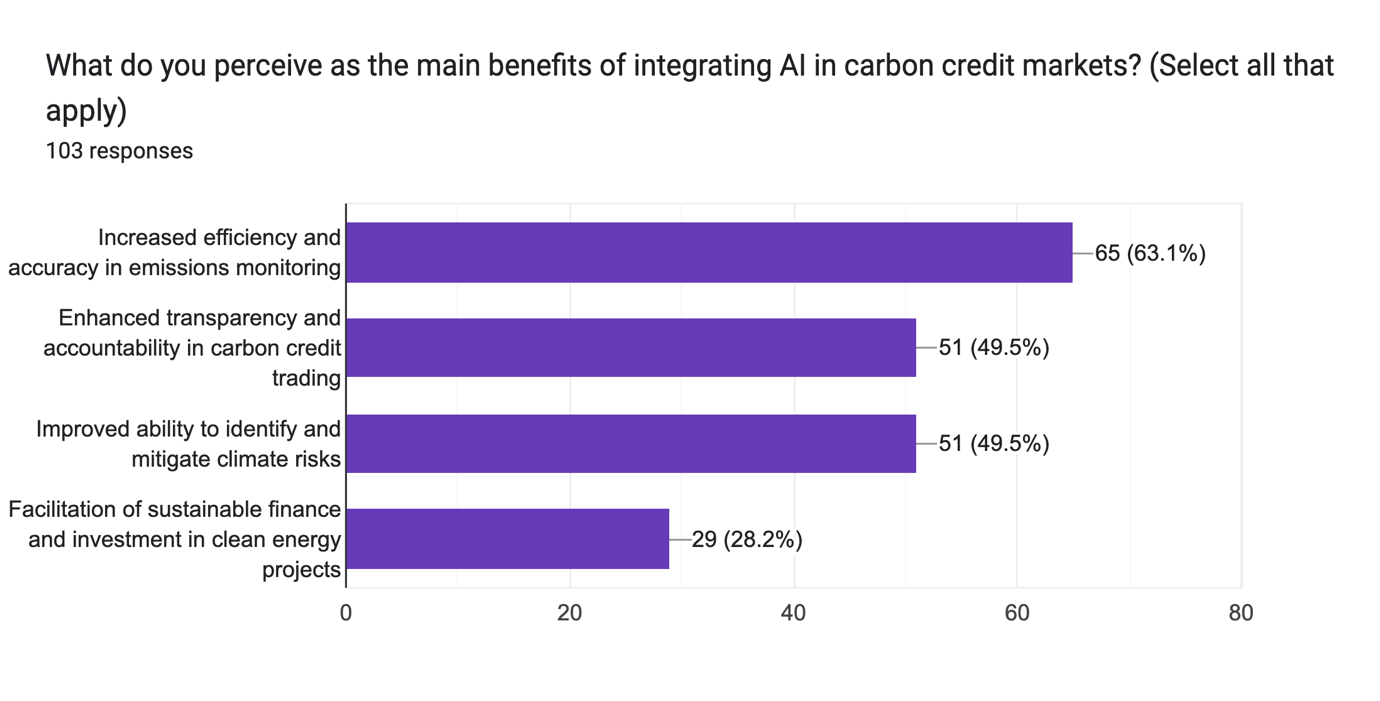 What do you perceive as the main benefits of integrating AI in carbon credit markets? (Select all that
apply)
103 responses
Increased efficiency and
accuracy in emissions monitoring
65 (63.1%)
Enhanced transparency and
accountability in carbon credit
trading
51 (49.5%)
Improved ability to identify and
mitigate climate risks
51 (49.5%)
Facilitation of sustainable finance
and investment in clean energy
projects
29 (28.2%)
0 20 40 60 80